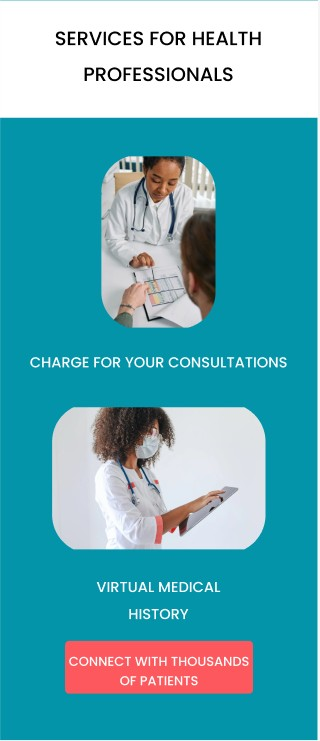 SERVICES FOR HEALTH
PROFESSIONALS
CHARGE FOR YOUR CONSULTATIONS
VIRTUAL MEDICAL
HISTORY
CONNECT WITH THOUSANDS
OF PATIENTS